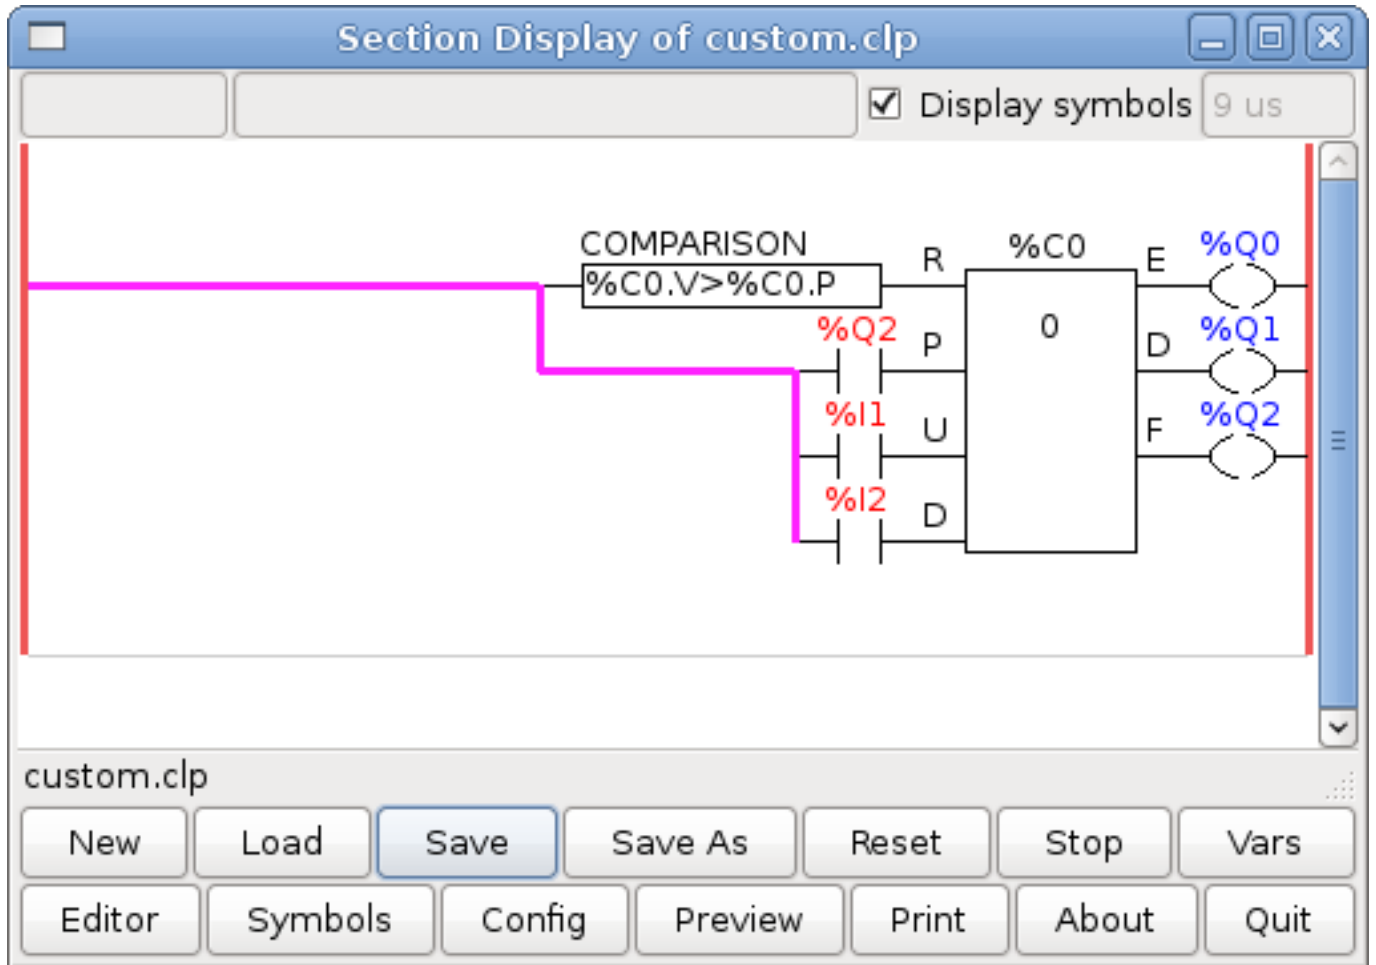 Section Display of custom.clp
Display symbols 9 us
COMPARISON
%C0.V>%C0.P
R
%C0
E
%Q0
%Q2
P
0
D
%Q1
%I1
U
F
%Q2
%I2
D
custom.clp
New Load Save Save As Reset Stop Vars
Editor Symbols Config Preview Print About Quit